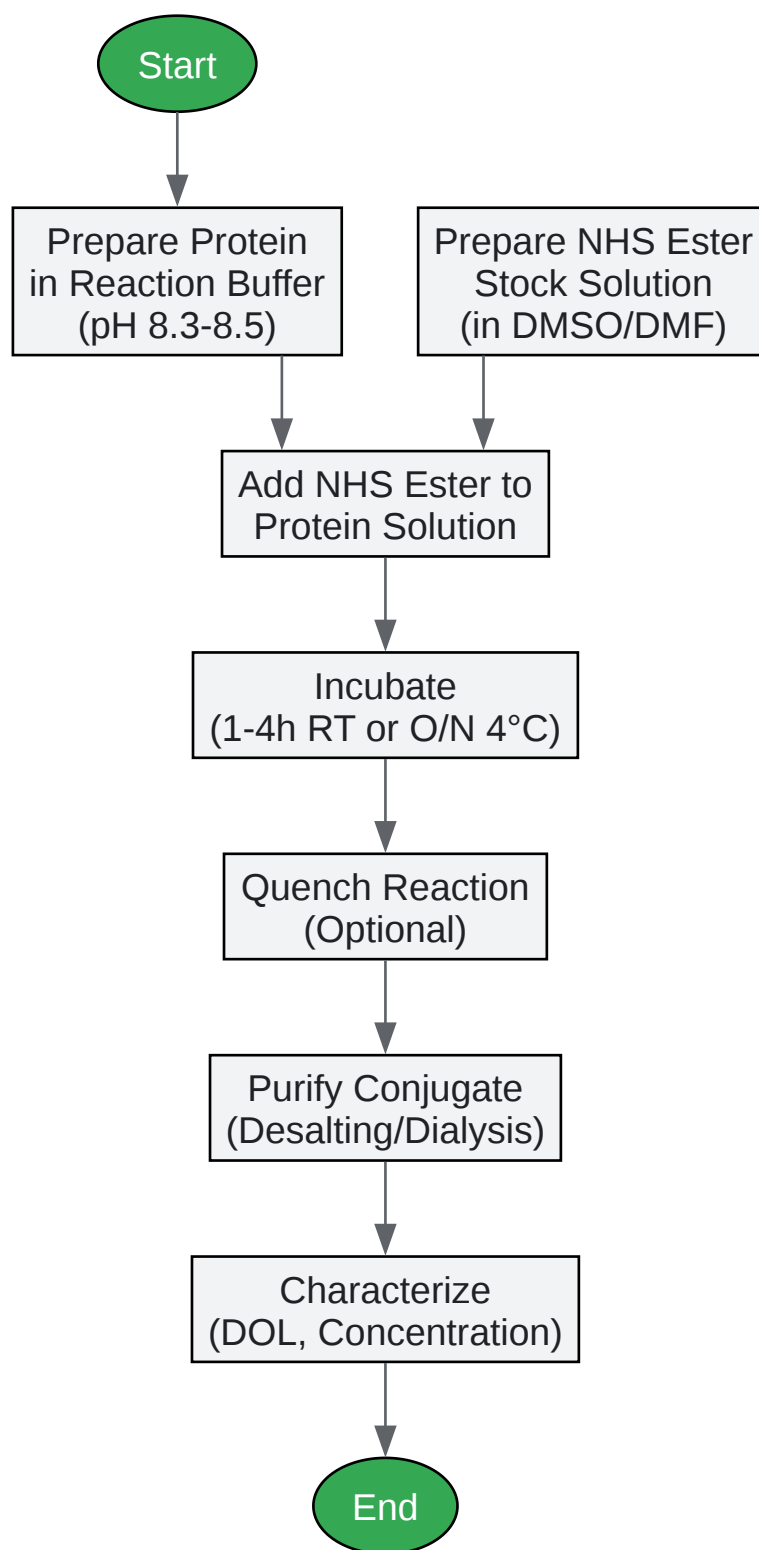 Start
Prepare Protein
in Reaction Buffer
(pH 8.3-8.5)
Prepare NHS Ester
Stock Solution
(in DMSO/DMF)
Add NHS Ester to
Protein Solution
Incubate
(1-4h RT or O/N 4°C)
Quench Reaction
(Optional)
Purify Conjugate
(Desalting/Dialysis)
Characterize
(DOL, Concentration)
End